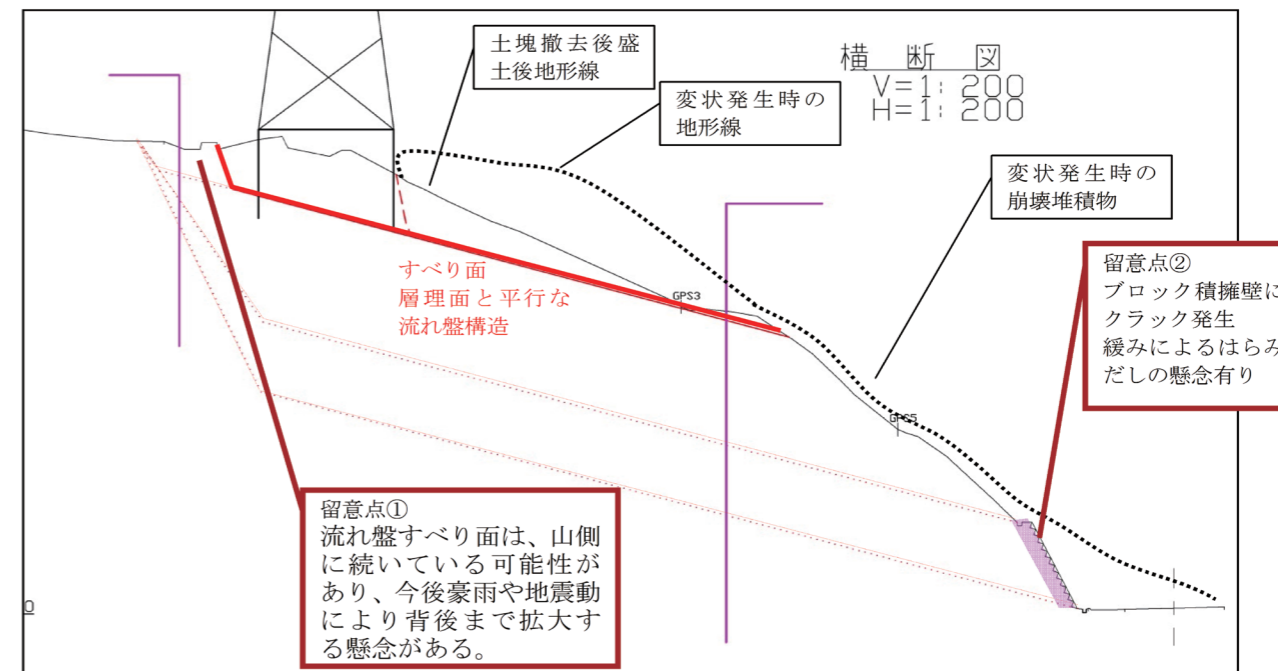 土塊撤去後盛
土後地形線
横 断 図
V=1: 200
H=1: 200
変状発生時の
地形線
変状発生時の
崩壊堆積物
留意点②
ブロック積擁壁に
クラック発生
緩みによるはらみ
だしの懸念有り
すべり面
層理面と平行な
流れ盤構造
GPS3
GPS5
留意点①
流れ盤すべり面は、山側
に続いている可能性が
あり、今後豪雨や地震動
により背後まで拡大す
る懸念がある。
0